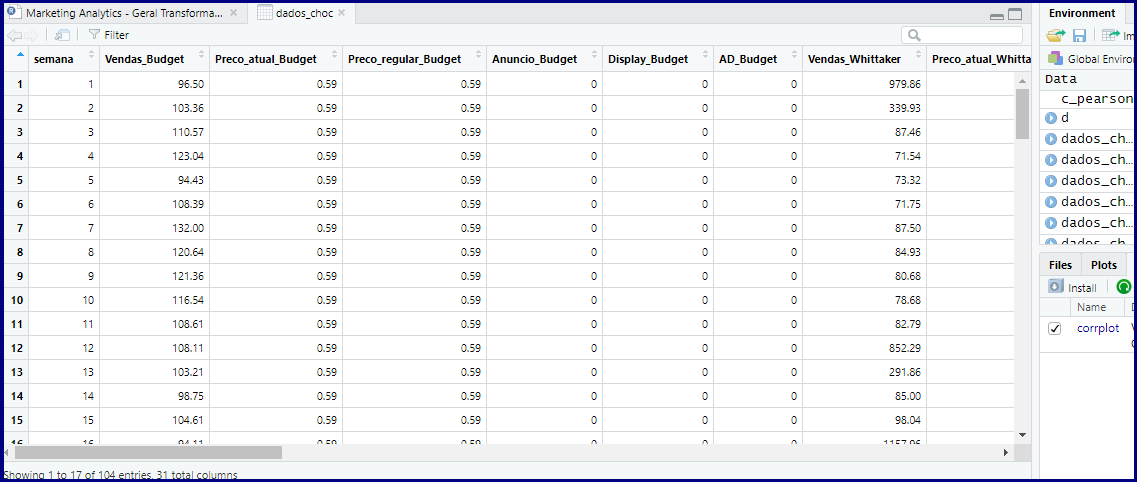 Marketing Analytics - Geral Transforma... × dados_choc ×
Filter
semana Vendas_Budget Preco_atual_Budget Preco_regular_Budget Anuncio_Budget Display_Budget AD_Budget Vendas_Whittaker Preco_atual_Whitta
1 1 96.50 0.59 0.59 0 0 0 979.86
2 2 103.36 0.59 0.59 0 0 0 339.93
3 3 110.57 0.59 0.59 0 0 0 87.46
4 4 123.04 0.59 0.59 0 0 0 71.54
5 5 94.43 0.59 0.59 0 0 0 73.32
6 6 108.39 0.59 0.59 0 0 0 71.75
7 7 132.00 0.59 0.59 0 0 0 87.50
8 8 120.64 0.59 0.59 0 0 0 84.93
9 9 121.36 0.59 0.59 0 0 0 80.68
10 10 116.54 0.59 0.59 0 0 0 78.68
11 11 108.61 0.59 0.59 0 0 0 82.79
12 12 108.11 0.59 0.59 0 0 0 852.29
13 13 103.21 0.59 0.59 0 0 0 291.86
14 14 98.75 0.59 0.59 0 0 0 85.00
15 15 104.61 0.59 0.59 0 0 0 98.04
16 16 94.11 0.59 0.59 0 0 0 1157.96
Showing 1 to 17 of 104 entries, 31 total columns
Environment
Im
Global Enviror
Data
c_pearson
d
dados_ch...
dados_ch...
dados_ch...
dados_ch...
dados_ch...
dados_ch...
Files Plots
Install
Name
corrplot